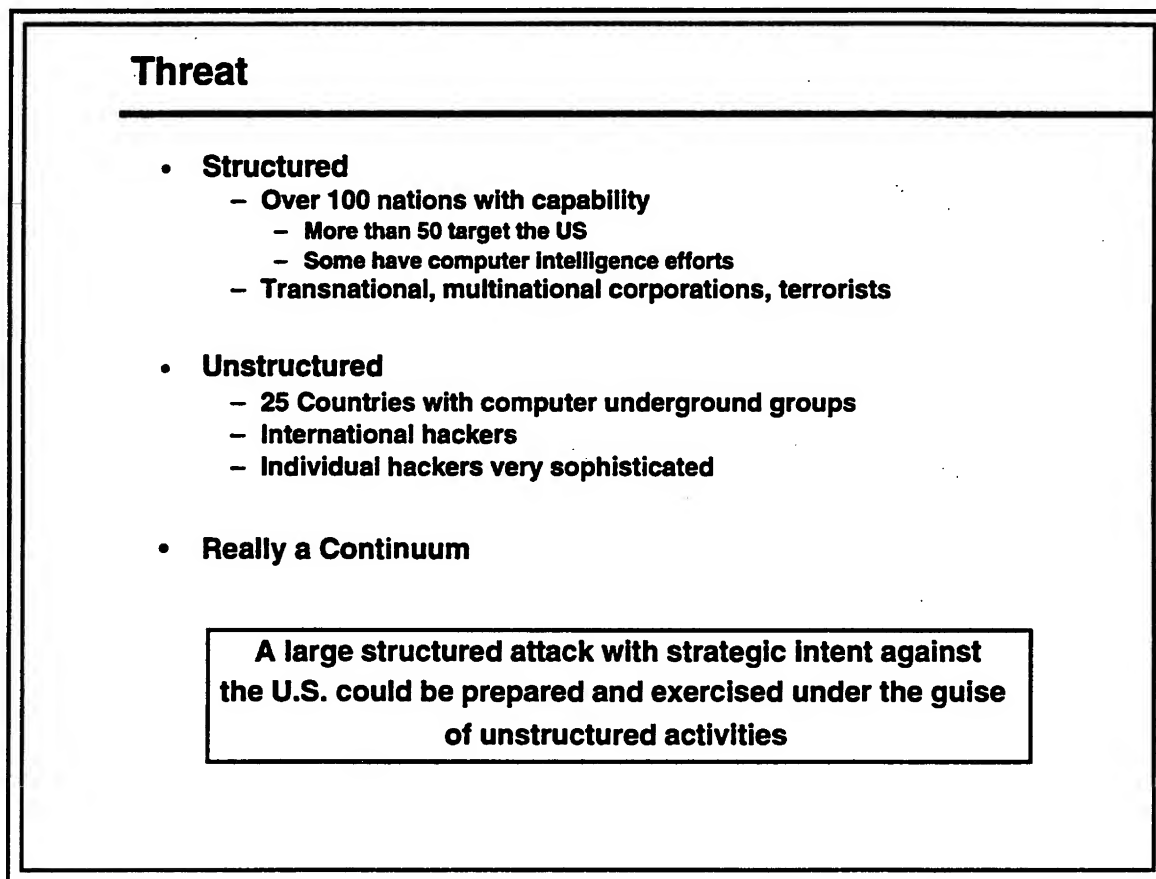 Threat
• Structured
– Over 100 nations with capability
– More than 50 target the US
– Some have computer intelligence efforts
– Transnational, multinational corporations, terrorists
• Unstructured
– 25 Countries with computer underground groups
– International hackers
– Individual hackers very sophisticated
• Really a Continuum
A large structured attack with strategic intent against
the U.S. could be prepared and exercised under the guise
of unstructured activities